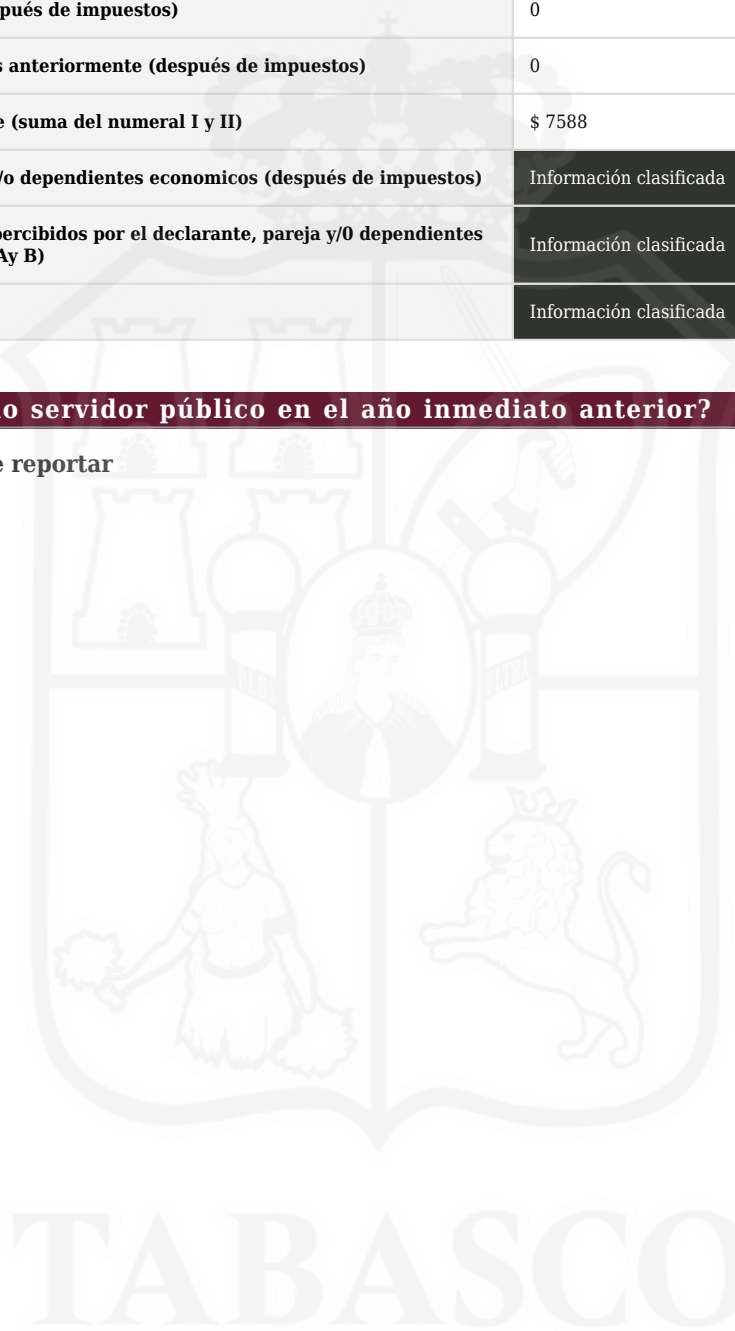 pués de impuestos)
0
s anteriormente (después de impuestos)
0
e (suma del numeral I y II)
$ 7588
/o dependientes economicos (después de impuestos)
Información clasificada
percibidos por el declarante, pareja y/0 dependientes
Ay B)
Información clasificada
Información clasificada
o servidor público en el año inmediato anterior?
e reportar
PLUS
ULTRA
TABASCO